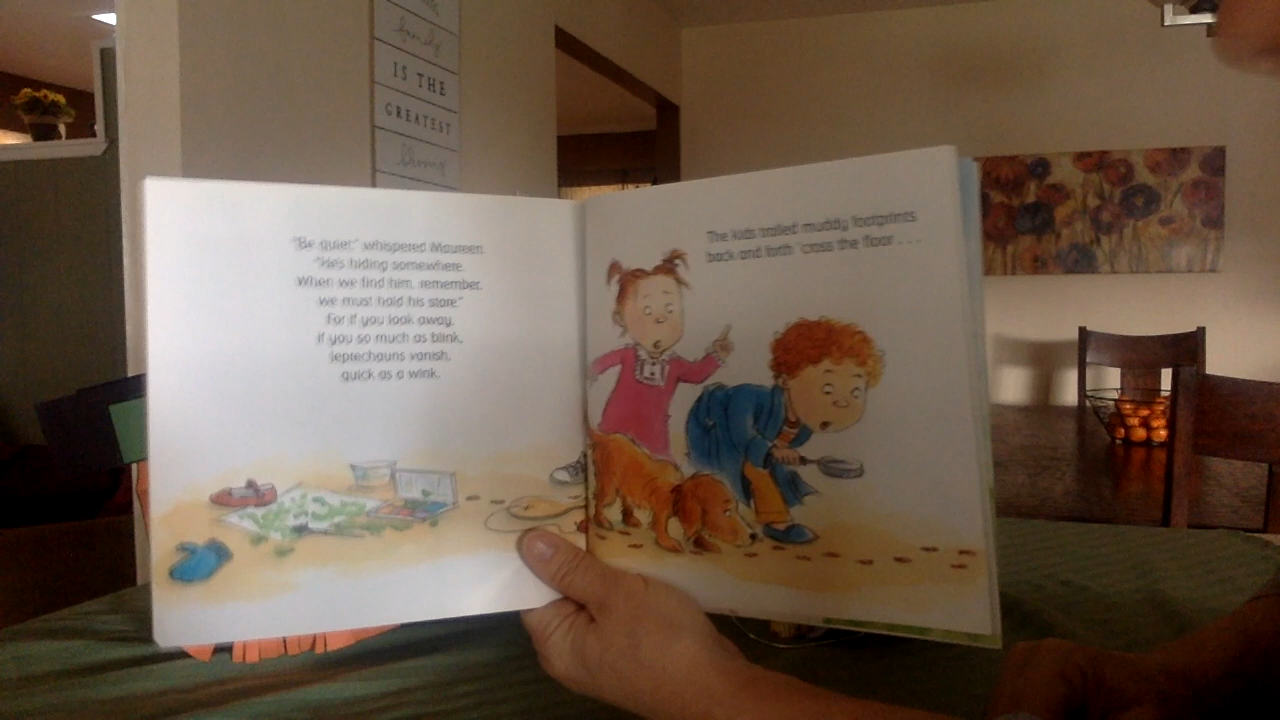 family
IS THE
GREATEST
blessing
"Be quiet," whispered Maureen.
"He's hiding somewhere.
When we find him, remember,
we must hold his stare."
For if you look away,
if you so much as blink,
leprechauns vanish,
quick as a wink.
The kids trailed muddy footprints
back and forth 'cross the floor . . .